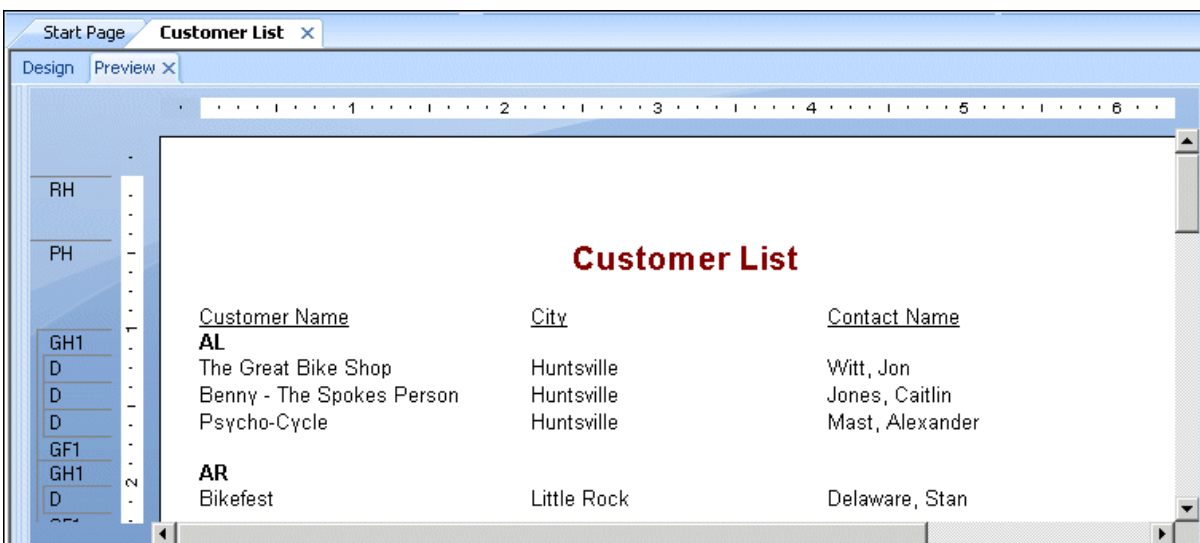 Start Page Customer List
Design Preview
1 2 3 4 5 6
RH
PH Customer List
1
Customer Name City Contact Name
GH1 AL
D The Great Bike Shop Huntsville Witt, Jon
D Benny - The Spokes Person Huntsville Jones, Caitlin
D Psycho-Cycle Huntsville Mast, Alexander
GF1
GH1 AR
2
D Bikefest Little Rock Delaware, Stan